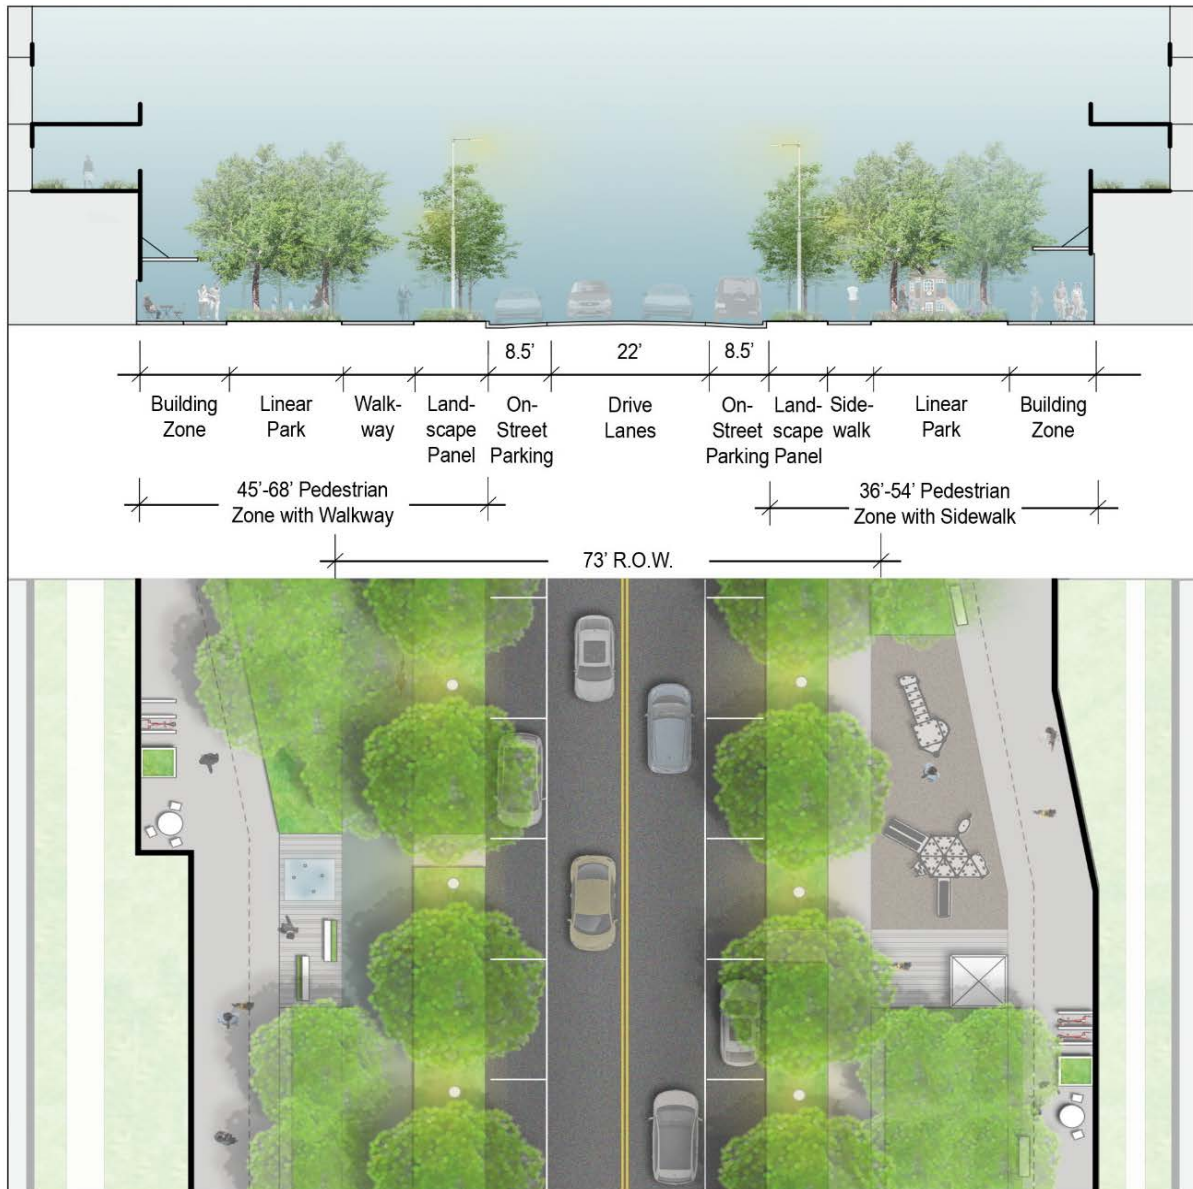 8.5’
22’
8.5’
Building
Zone
Linear
Park
Walk-
way
Land-
scape
Panel
On-
Street
Parking
Drive
Lanes
On-
Street
Parking
Land-
scape
Panel
Side-
walk
Linear
Park
Building
Zone
45’-68’ Pedestrian
Zone with Walkway
36’-54’ Pedestrian
Zone with Sidewalk
73’ R.O.W.